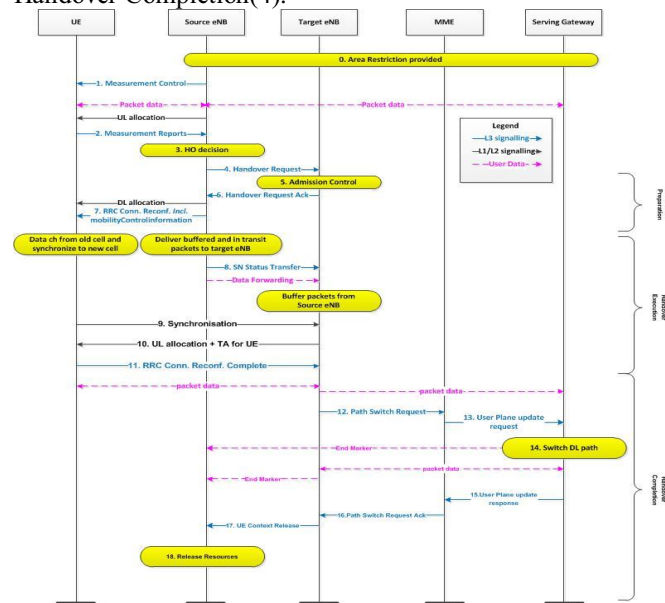 Handover Completion(4).
UE
Source eNB
Target eNB
MME
Serving Gateway
0. Area Restriction provided
1. Measurement Control
Packet data
Packet data
UL allocation
2. Measurement Reports
Legend
L3 signalling
L1/L2 signalling
User Data
3. HO decision
4. Handover Request
5. Admission Control
6. Handover Request Ack
DL allocation
7. RRC Conn. Reconf. Incl.
mobilityControlinformation
Preparation
Data ch from old cell and
synchronize to new cell
Deliver buffered and in transit
packets to target eNB
8. SN Status Transfer
Data Forwarding
Buffer packets from
Source eNB
Handover
Execution
9. Synchronisation
10. UL allocation + TA for UE
11. RRC Conn. Reconf. Complete
packet data
packet data
12. Path Switch Request
13. User Plane update
request
End Marker
14. Switch DL path
packet data
End Marker
Handover
Completion
15.User Plane update
response
16.Path Switch Request Ack
17. UE Context Release
18. Release Resources